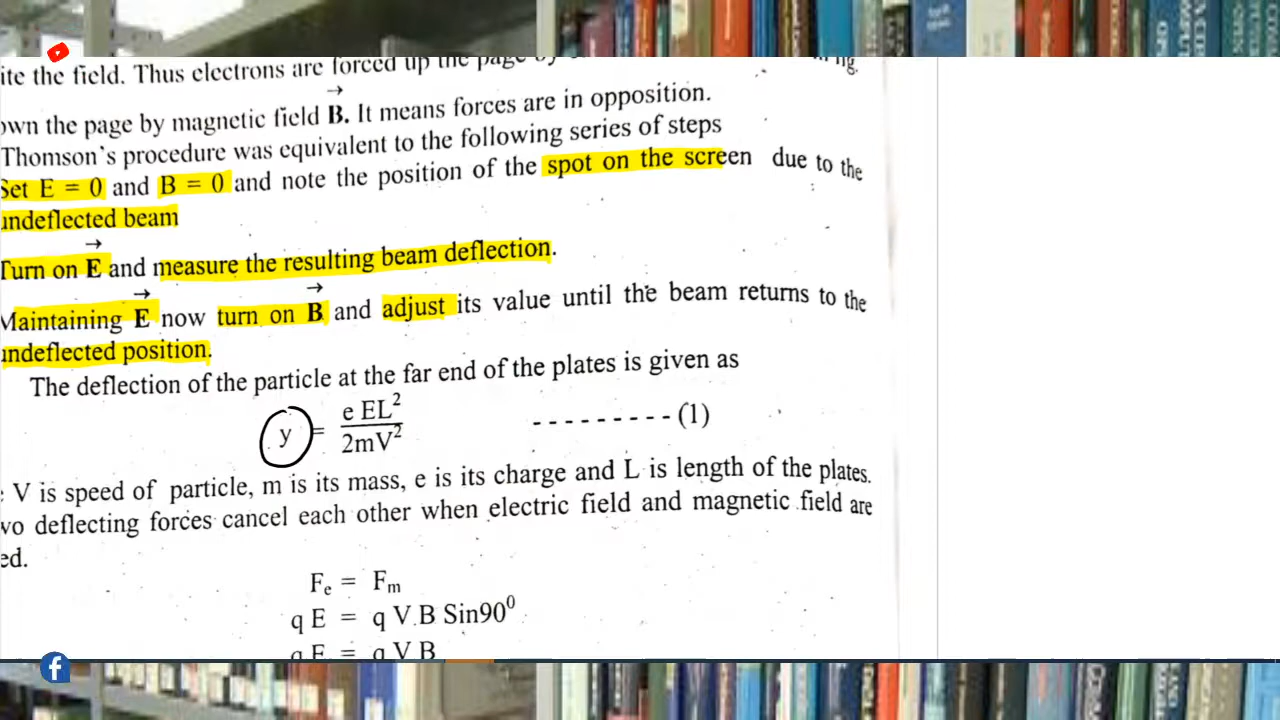 ite the field. Thus electrons are forced up the page by
own the page by magnetic field B. It means forces are in opposition.
Thomson's procedure was equivalent to the following series of steps
Set E = 0 and B = 0 and note the position of the spot on the screen due to the
undeflected beam
Turn on E and measure the resulting beam deflection.
Maintaining E now turn on B and adjust its value until the beam returns to the
undeflected position.
The deflection of the particle at the far end of the plates is given as
y = e EL² / 2mV² - - - - - - - - - - (1)
V is speed of particle, m is its mass, e is its charge and L is length of the plates.
vo deflecting forces cancel each other when electric field and magnetic field are
ed.
Fe = Fm
q E = q V.B Sin90⁰
q E = q V B